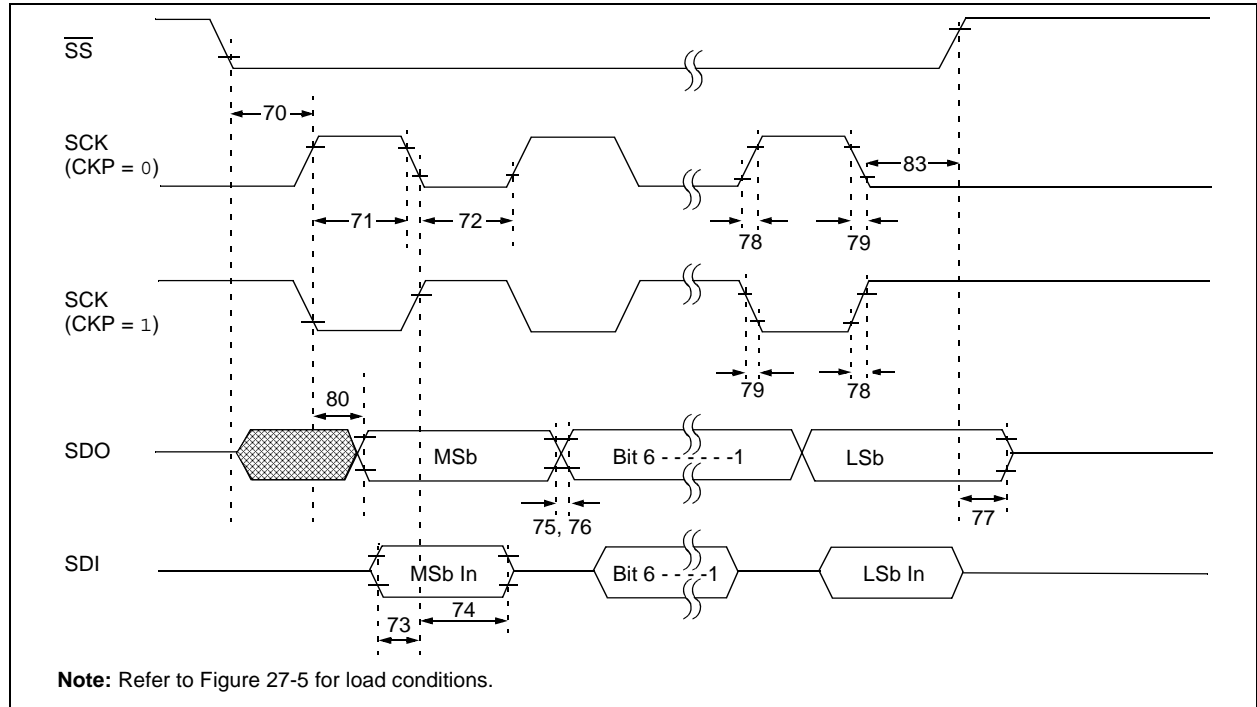 SS
70
SCK
(CKP = 0)
83
71
72
78
79
SCK
(CKP = 1)
79
78
80
SDO
MSb
Bit 6 - - - - - - -1
LSb
75, 76
77
SDI
MSb In
Bit 6 - - - - -1
LSb In
73
74
Note: Refer to Figure 27-5 for load conditions.